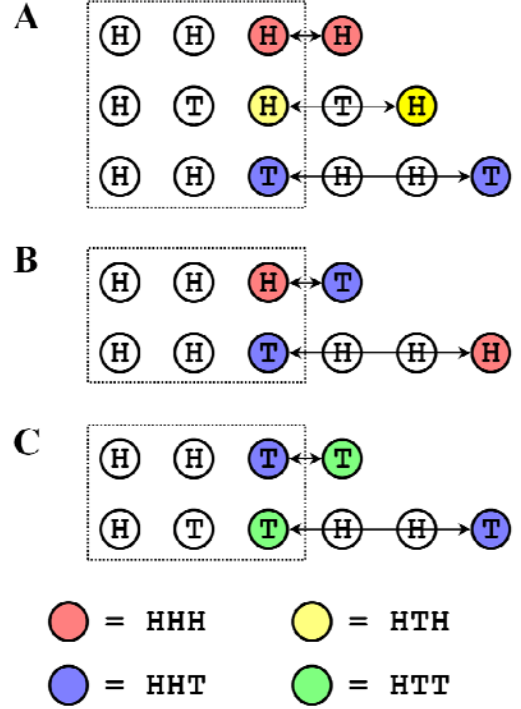 A
H H H H
H T H T H
H H T H H T
B
H H H T
H H T H H H
C
H H T T
H T T H H T
= HHH = HTH
= HHT = HTT